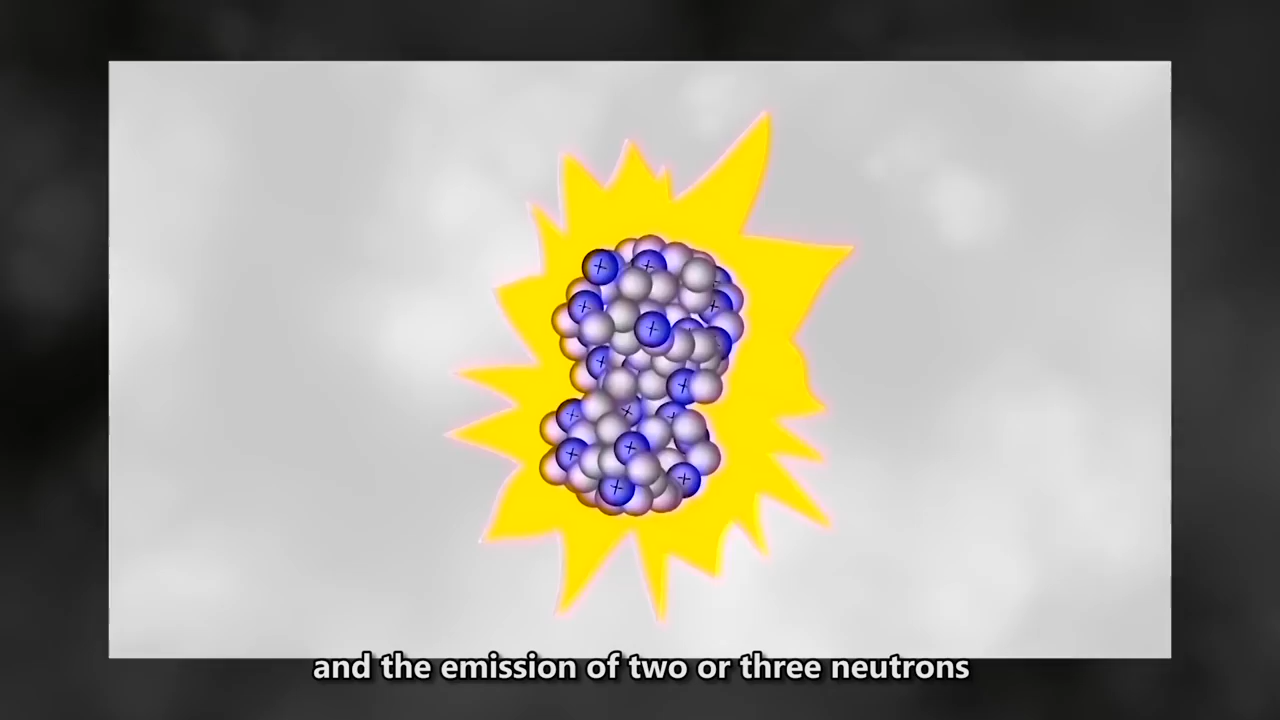 and the emission of two or three neutrons